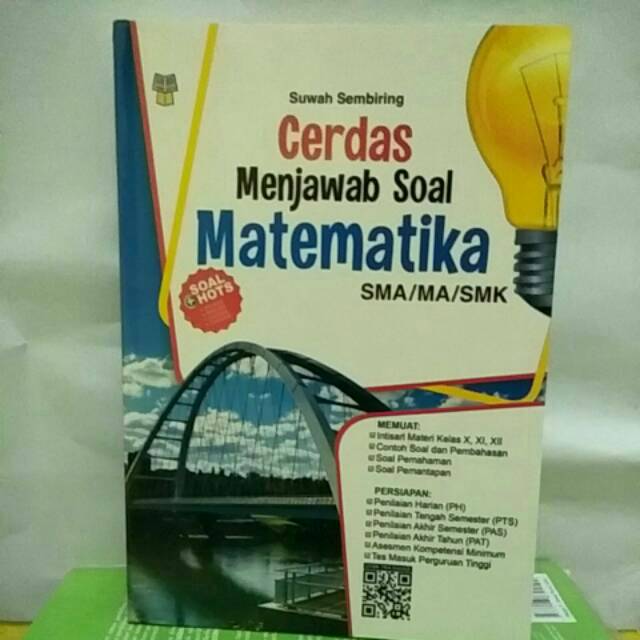 Suwah Sembiring
Cerdas
Menjawab Soal
Matematika
SMA/MA/SMK
SOAL
HOTS
MEMUAT:
Intisari Materi Kelas X, XI, XII
Contoh Soal dan Pembahasan
Soal Pemahaman
Soal Pemantapan
PERSIAPAN:
Penilaian Harian (PH)
Penilaian Tengah Semester (PTS)
Penilaian Akhir Semester (PAS)
Penilaian Akhir Tahun (PAT)
Asesmen Kompetensi Minimum
Tes Masuk Perguruan Tinggi